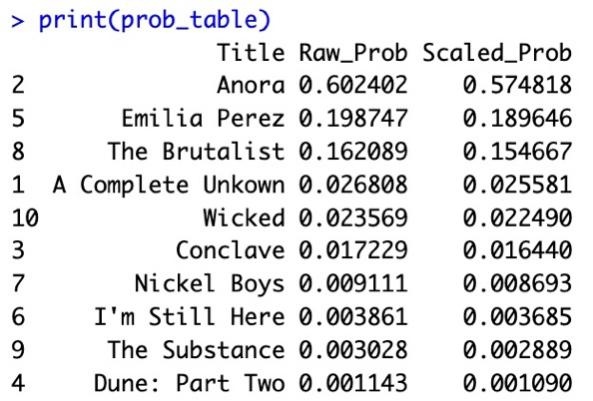 > print(prob_table)
Title Raw_Prob Scaled_Prob
2 Anora 0.602402 0.574818
5 Emilia Perez 0.198747 0.189646
8 The Brutalist 0.162089 0.154667
1 A Complete Unkown 0.026808 0.025581
10 Wicked 0.023569 0.022490
3 Conclave 0.017229 0.016440
7 Nickel Boys 0.009111 0.008693
6 I'm Still Here 0.003861 0.003685
9 The Substance 0.003028 0.002889
4 Dune: Part Two 0.001143 0.001090